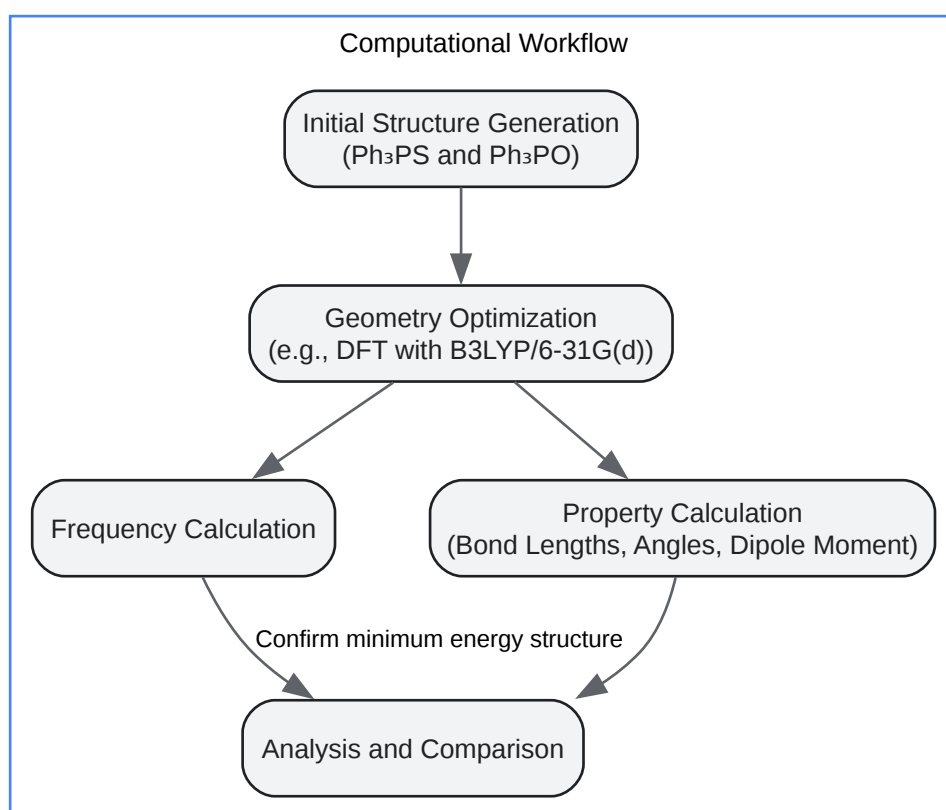 Computational Workflow
Initial Structure Generation
(Ph₃PS and Ph₃PO)
Geometry Optimization
(e.g., DFT with B3LYP/6-31G(d))
Frequency Calculation
Property Calculation
(Bond Lengths, Angles, Dipole Moment)
Confirm minimum energy structure
Analysis and Comparison